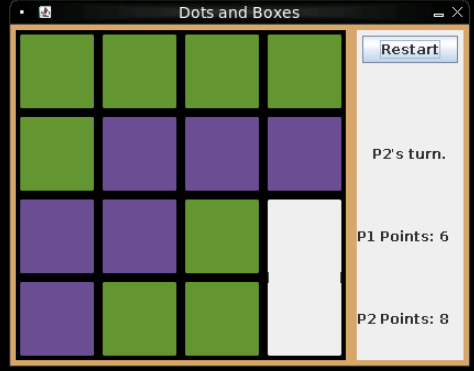 Dots and Boxes
Restart
P2's turn.
P1 Points: 6
P2 Points: 8